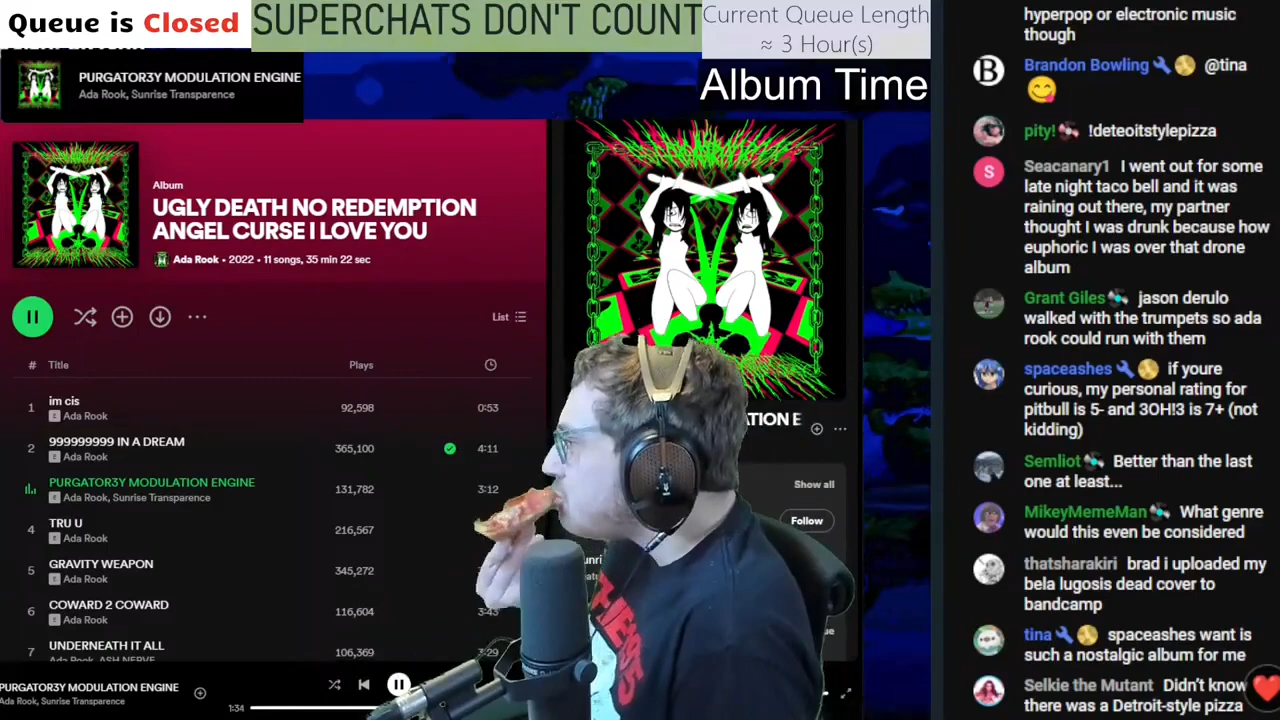 Queue is Closed
SUPERCHATS DON'T COUNT
Current Queue Length
≈ 3 Hour(s)
Album Time
PURGATOR3Y MODULATION ENGINE
Ada Rook, Sunrise Transparence
Album
UGLY DEATH NO REDEMPTION
ANGEL CURSE I LOVE YOU
Ada Rook • 2022 • 11 songs, 35 min 22 sec
List
# Title Plays
1 im cis 92,598 0:53
E Ada Rook
2 999999999 IN A DREAM 365,100 4:11
E Ada Rook
PURGATOR3Y MODULATION ENGINE 131,782 3:12
E Ada Rook, Sunrise Transparence
4 TRU U 216,567
E Ada Rook
5 GRAVITY WEAPON 345,272
E Ada Rook
6 COWARD 2 COWARD 116,604 3:43
E Ada Rook
7 UNDERNEATH IT ALL 106,369 3:29
Ada Rook, ASH NERVE
PURGATOR3Y MODULATION ENGINE
Ada Rook, Sunrise Transparence
1:34
ATION E
Show all
Follow
hyperpop or electronic music
though
Brandon Bowling @tina
pity! !deteoitstylepizza
Seacanary1 I went out for some
late night taco bell and it was
raining out there, my partner
thought I was drunk because how
euphoric I was over that drone
album
Grant Giles jason derulo
walked with the trumpets so ada
rook could run with them
spaceashes if youre
curious, my personal rating for
pitbull is 5- and 3OH!3 is 7+ (not
kidding)
Semliot Better than the last
one at least...
MikeyMemeMan What genre
would this even be considered
thatsharakiri brad i uploaded my
bela lugosis dead cover to
bandcamp
tina spaceashes want is
such a nostalgic album for me
Selkie the Mutant Didn't know
there was a Detroit-style pizza